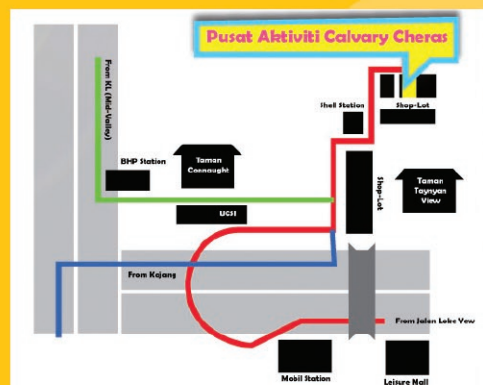 Pusat Aktiviti Calvary Cheras
From KL (Mid-Valley)
Shell Station
Shop-Lot
BHP Station
Taman
Connaught
Shop-Lot
Taman
Taynyan
View
UCSI
From Kajang
From Jalan Loke Yew
Mobil Station
Leisure Mall